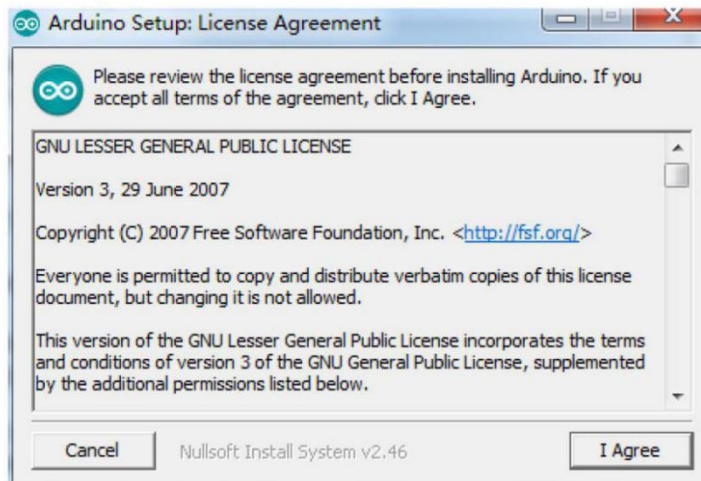 Arduino Setup: License Agreement
Please review the license agreement before installing Arduino. If you
accept all terms of the agreement, click I Agree.
GNU LESSER GENERAL PUBLIC LICENSE
Version 3, 29 June 2007
Copyright (C) 2007 Free Software Foundation, Inc. <http://fsf.org/>
Everyone is permitted to copy and distribute verbatim copies of this license
document, but changing it is not allowed.
This version of the GNU Lesser General Public License incorporates the terms
and conditions of version 3 of the GNU General Public License, supplemented
by the additional permissions listed below.
Cancel
Nullsoft Install System v2.46
I Agree